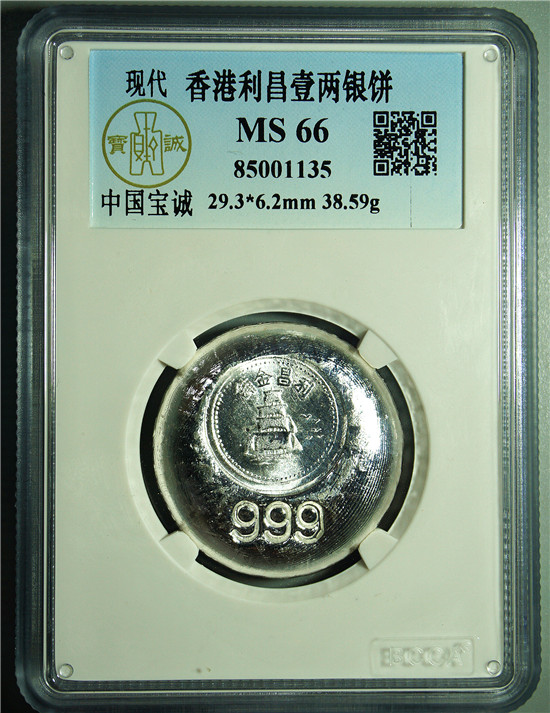 现代 香港利昌壹两银饼
MS 66
寶 誠
85001135
中国宝诚 29.3*6.2mm 38.59g
利昌金
999